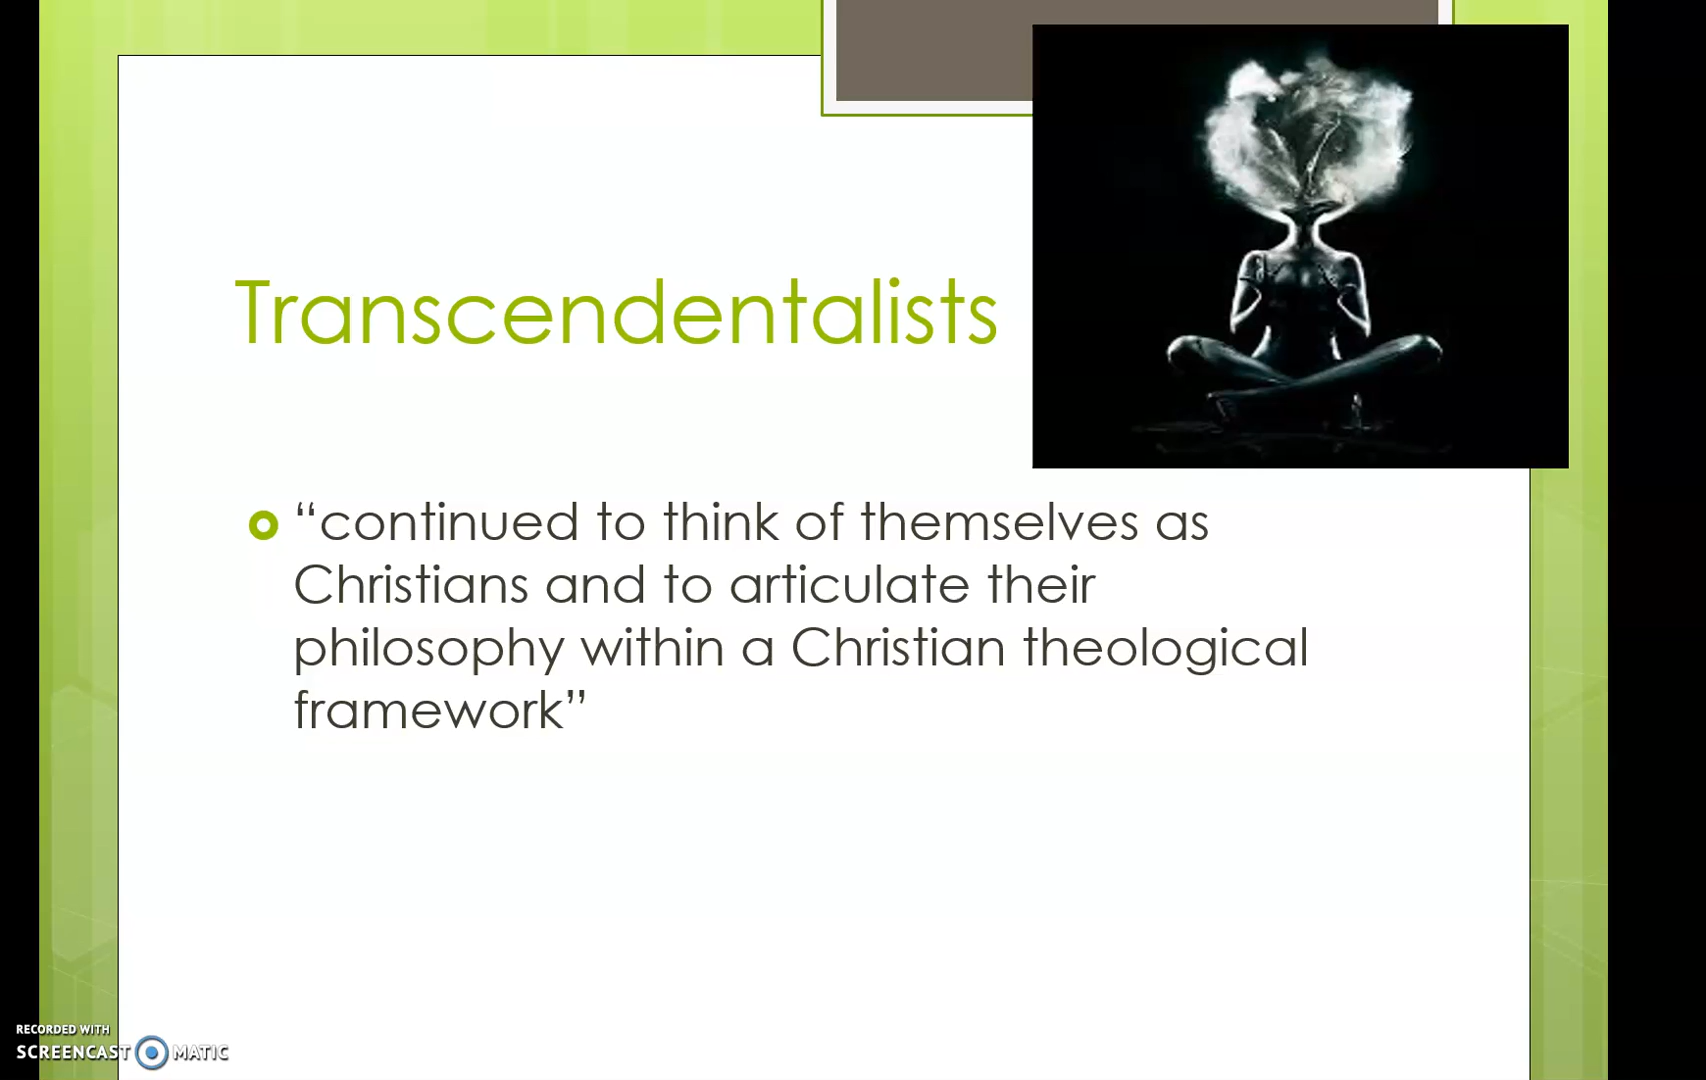 Transcendentalists
“continued to think of themselves as
Christians and to articulate their
philosophy within a Christian theological
framework”
RECORDED WITH
SCREENCAST MATIC